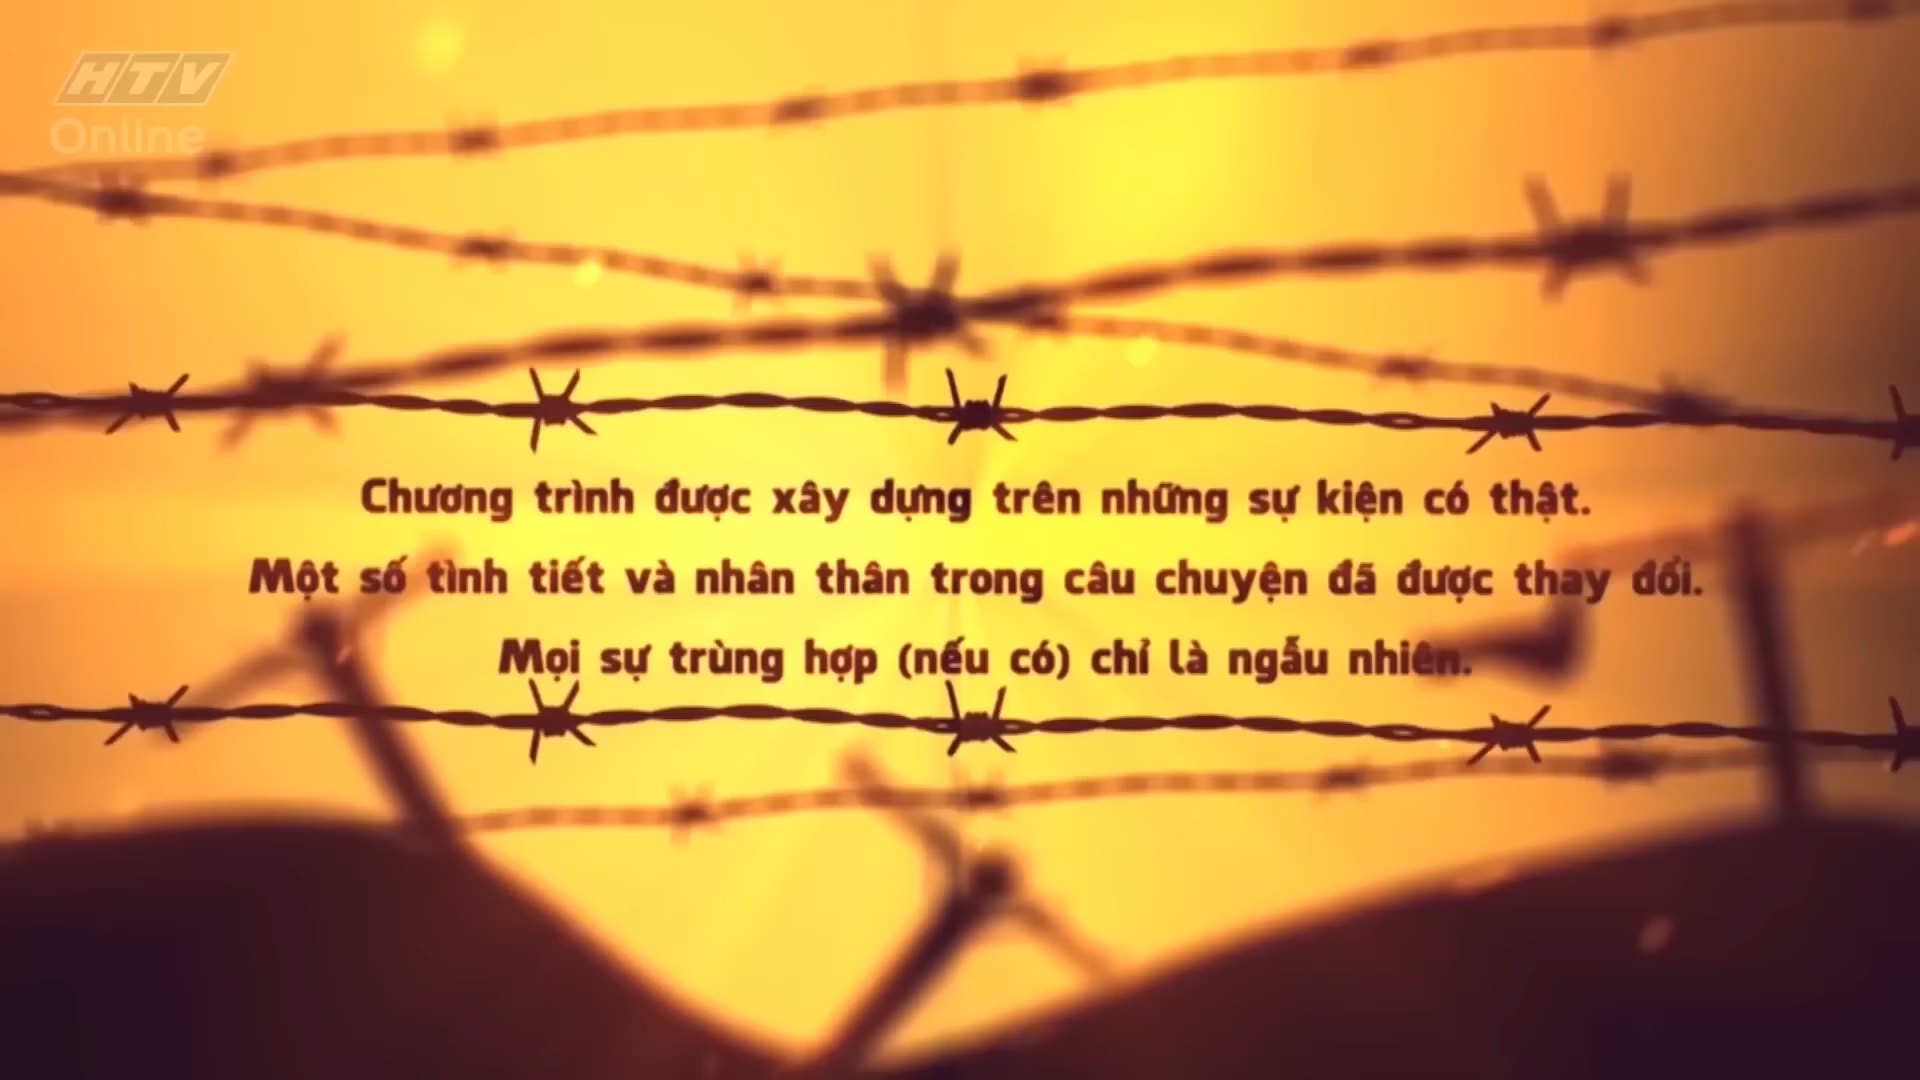 HTV
Online
Chương trình được xây dựng trên những sự kiện có thật.
Một số tình tiết và nhân thân trong câu chuyện đã được thay đổi.
Mọi sự trùng hợp (nếu có) chỉ là ngẫu nhiên.